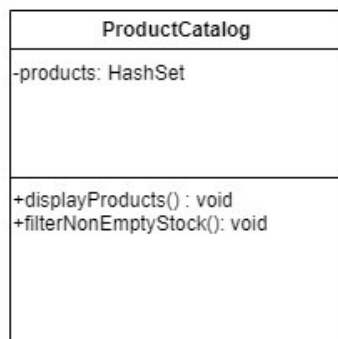 ProductCatalog
-products: HashSet
+displayProducts() : void
+filterNonEmptyStock(): void